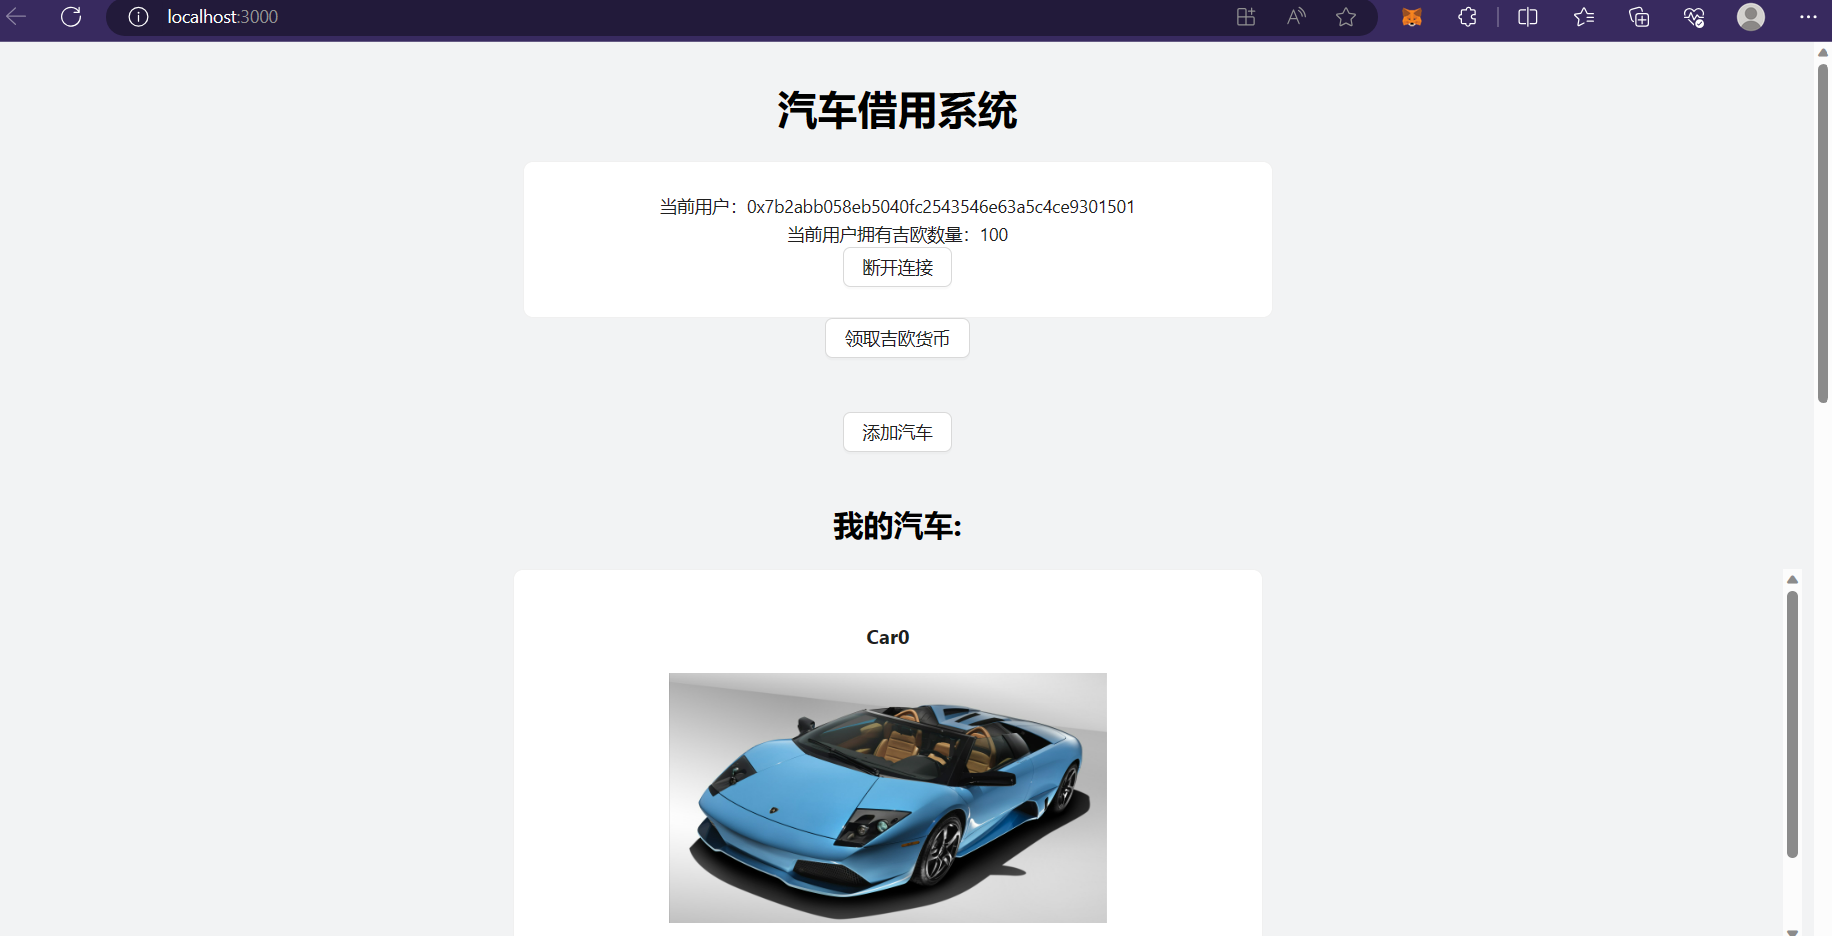 localhost:3000
汽车借用系统
当前用户：0x7b2abb058eb5040fc2543546e63a5c4ce9301501
当前用户拥有吉欧数量：100
断开连接
领取吉欧货币
添加汽车
我的汽车:
Car0